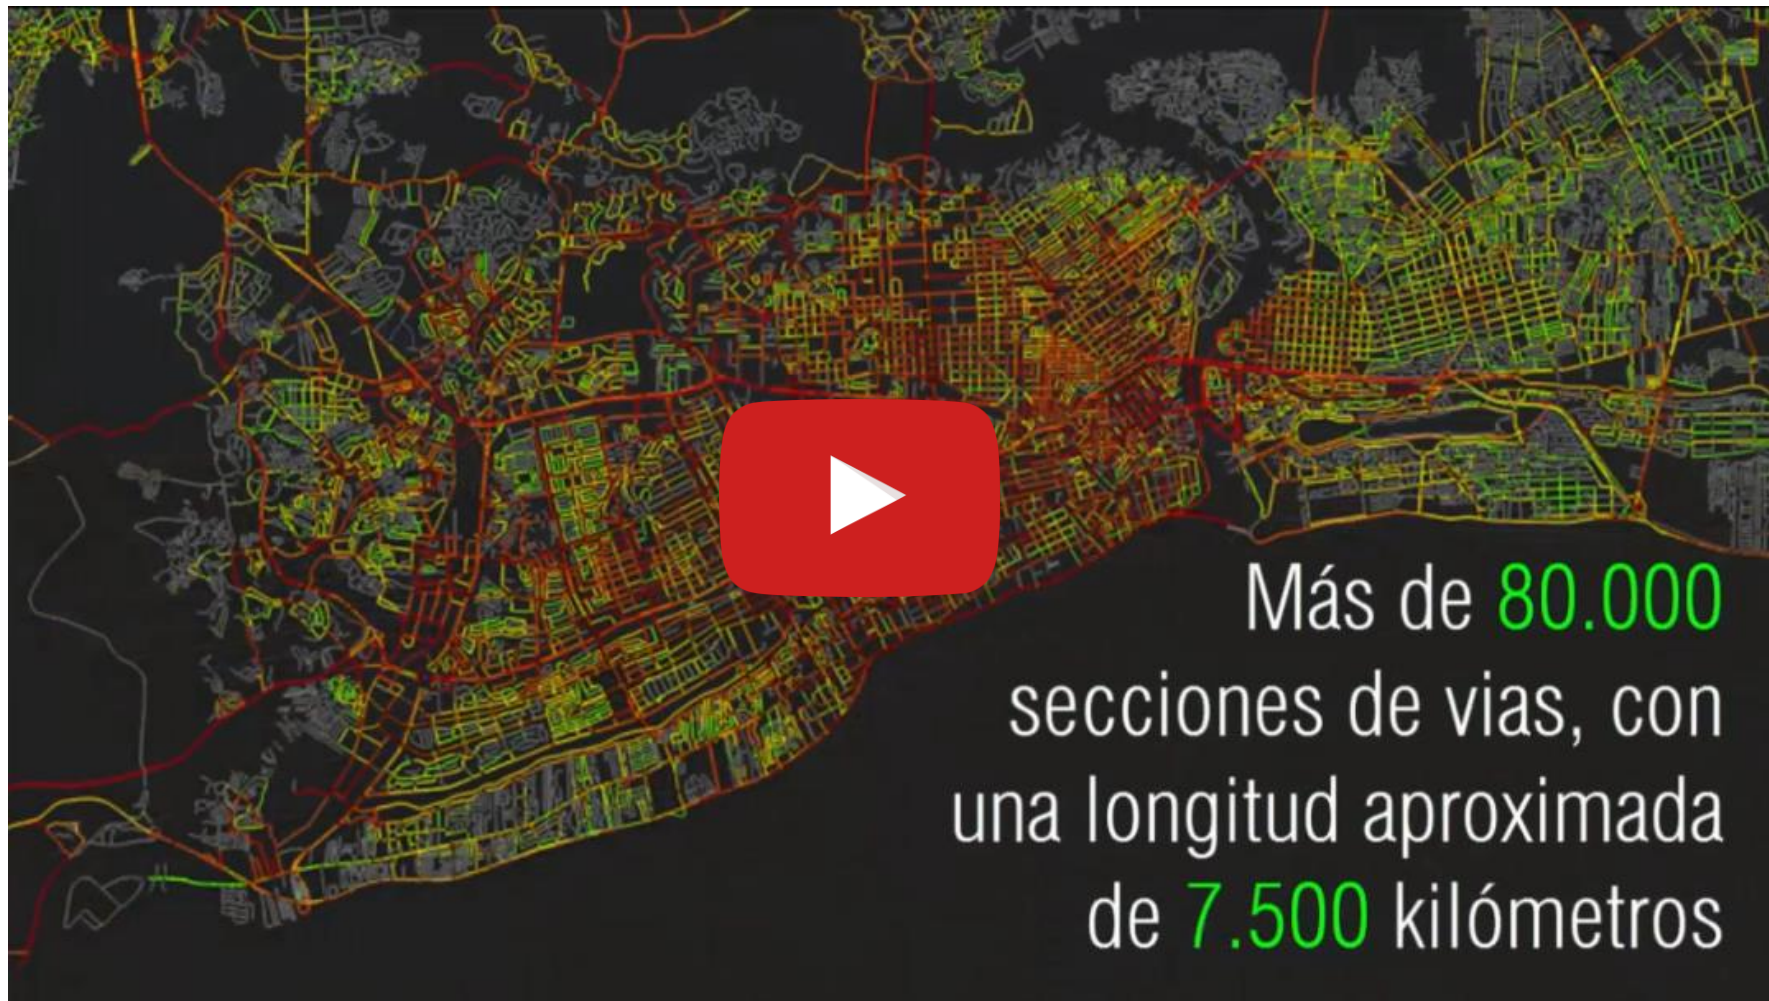 Más de 80.000
secciones de vias, con
una longitud aproximada
de 7.500 kilómetros